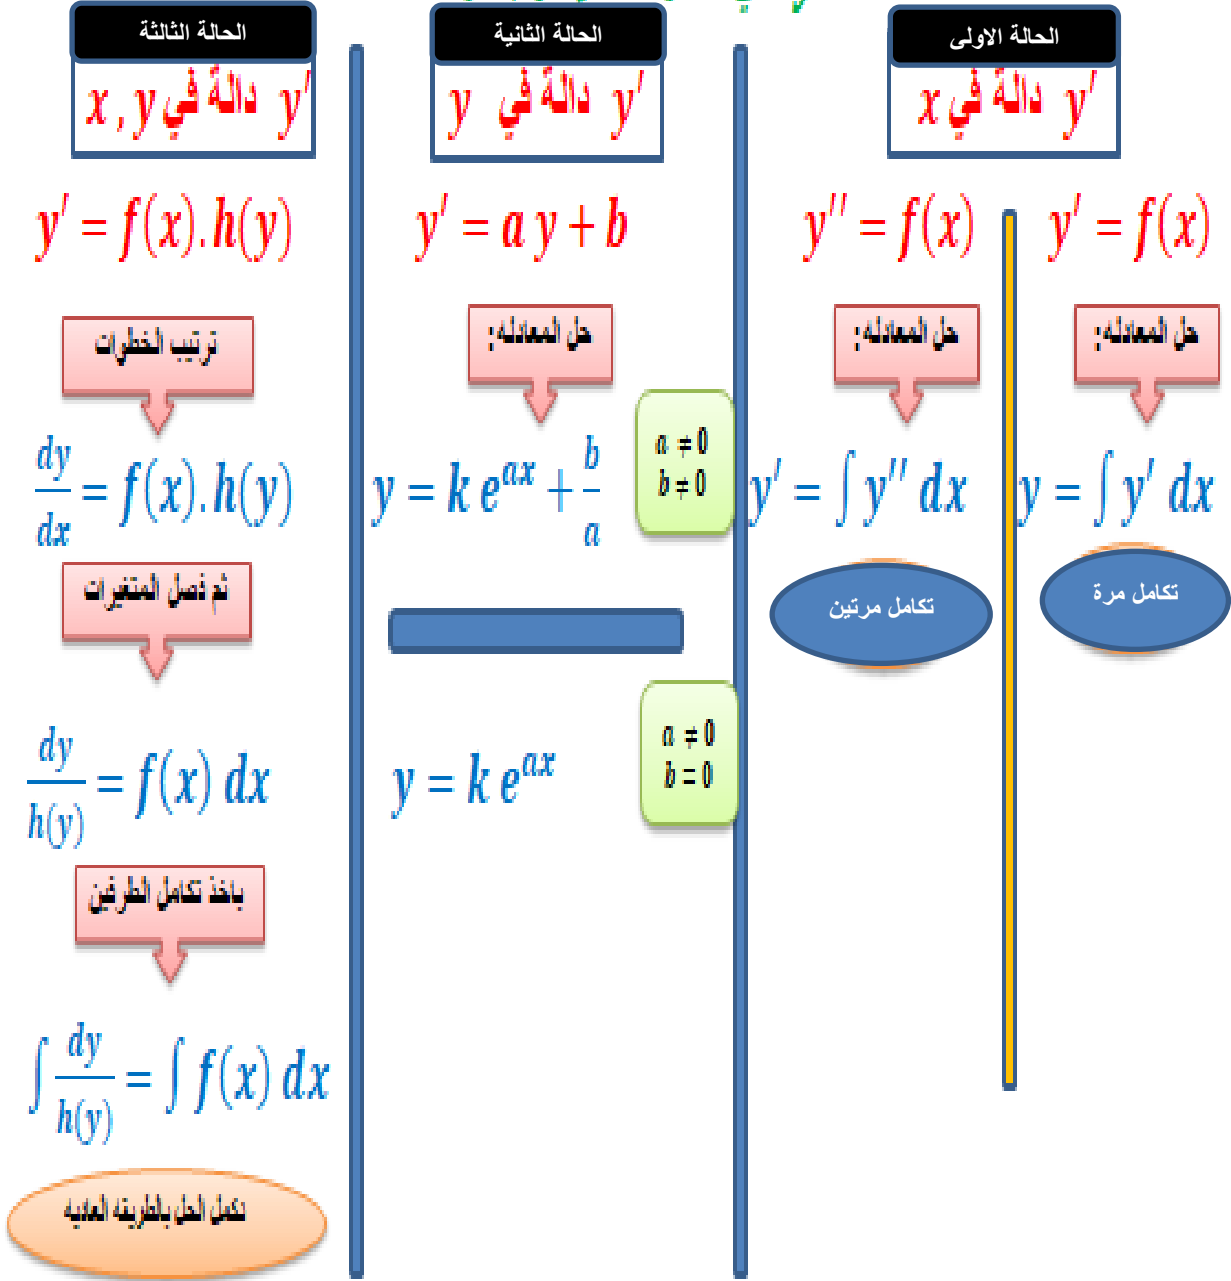 الحالة الاولى
y′ دالة في x
y′ = f(x)
حل المعادله:
y = ∫ y′ dx
تكامل مرة
y′′ = f(x)
حل المعادله:
y′ = ∫ y′′ dx
تكامل مرتين
الحالة الثانية
y′ دالة في y
y′ = a y + b
حل المعادله:
a ≠ 0
b ≠ 0
y = k e^{ax} + b/a
a ≠ 0
b = 0
y = k e^{ax}
الحالة الثالثة
y′ دالة في x , y
y′ = f(x). h(y)
ترتيب الخطوات
dy/dx = f(x). h(y)
ثم فصل المتغيرات
dy/h(y) = f(x) dx
باخذ تكامل الطرفين
∫ dy/h(y) = ∫ f(x) dx
نكمل الحل بالطريقه العاديه